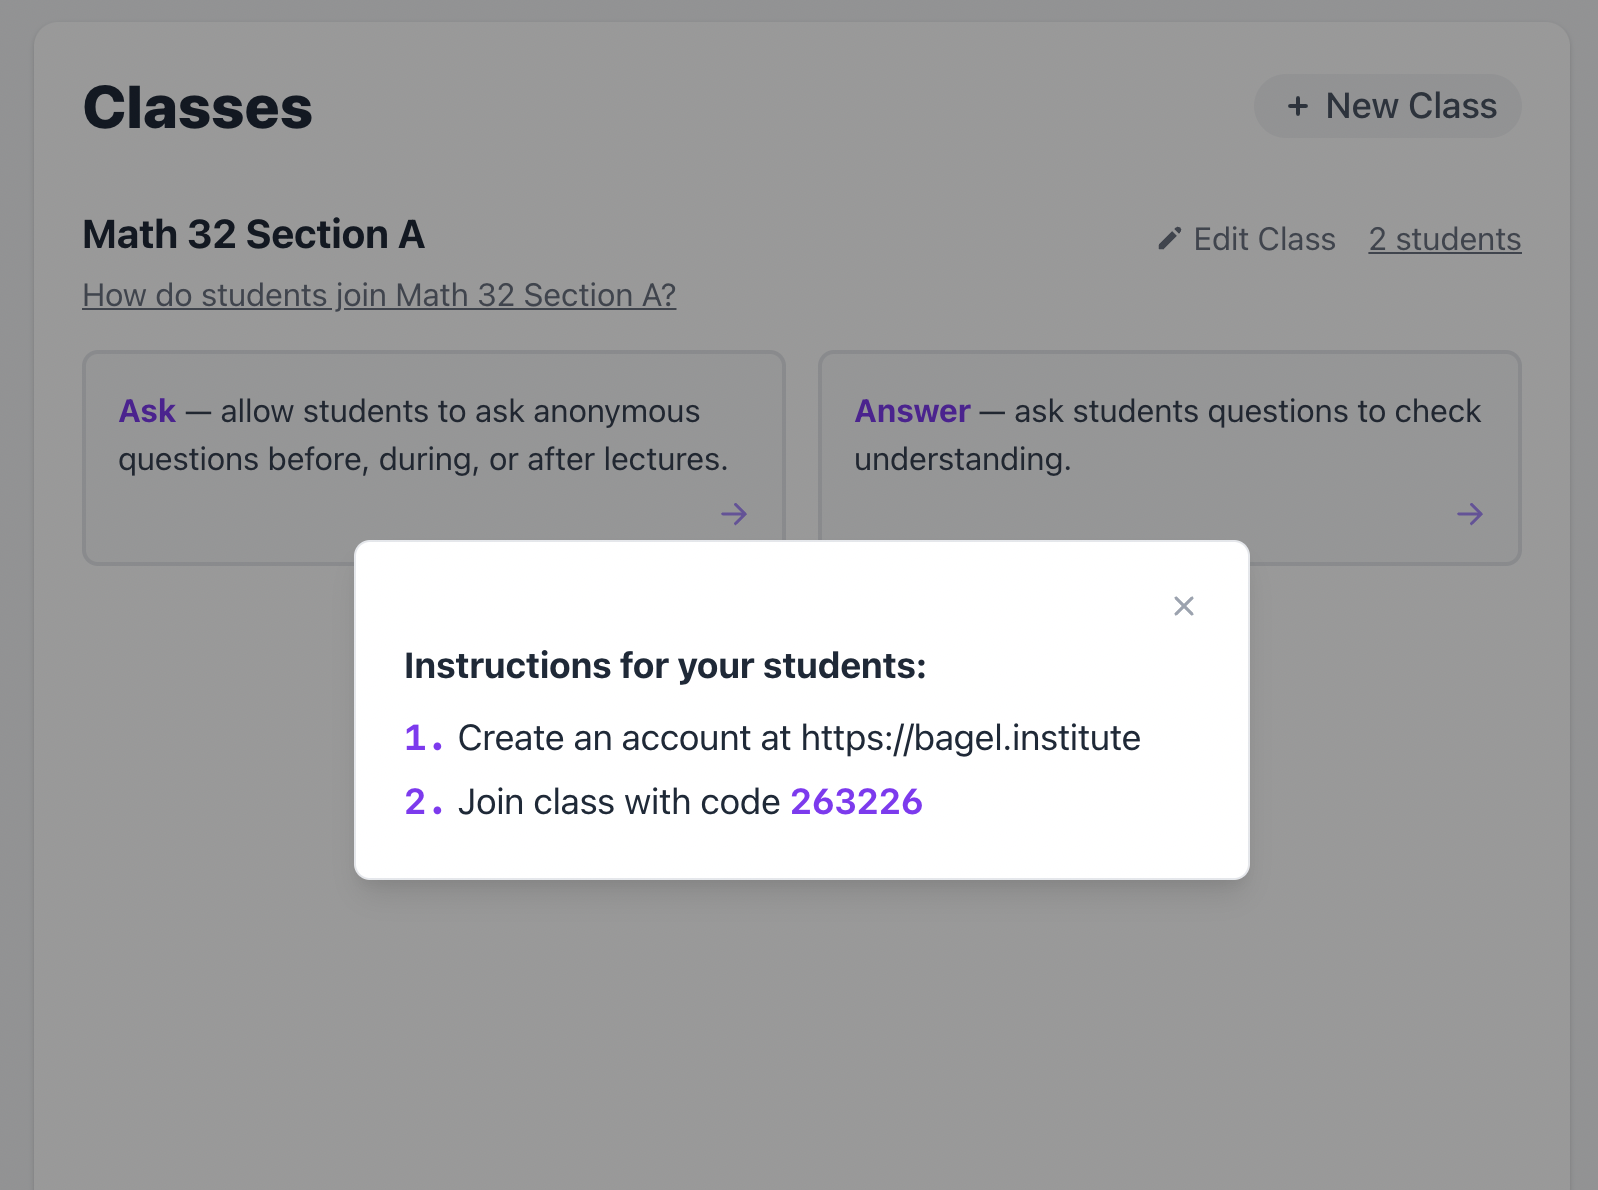 Classes
+ New Class
Math 32 Section A
Edit Class
2 students
How do students join Math 32 Section A?
Ask — allow students to ask anonymous
questions before, during, or after lectures.
Answer — ask students questions to check
understanding.
Instructions for your students:
1. Create an account at https://bagel.institute
2. Join class with code 263226